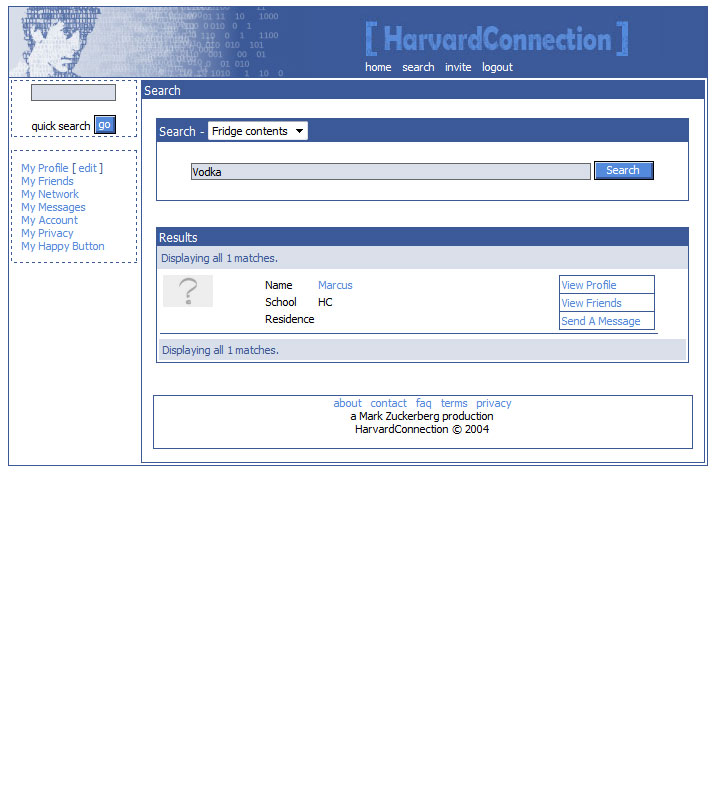 [ HarvardConnection ]
home search invite logout
quick search go
My Profile [ edit ]
My Friends
My Network
My Messages
My Account
My Privacy
My Happy Button
Search
Search - Fridge contents
Vodka Search
Results
Displaying all 1 matches.
?
Name Marcus
School HC
Residence
View Profile
View Friends
Send A Message
Displaying all 1 matches.
about contact faq terms privacy
a Mark Zuckerberg production
HarvardConnection © 2004